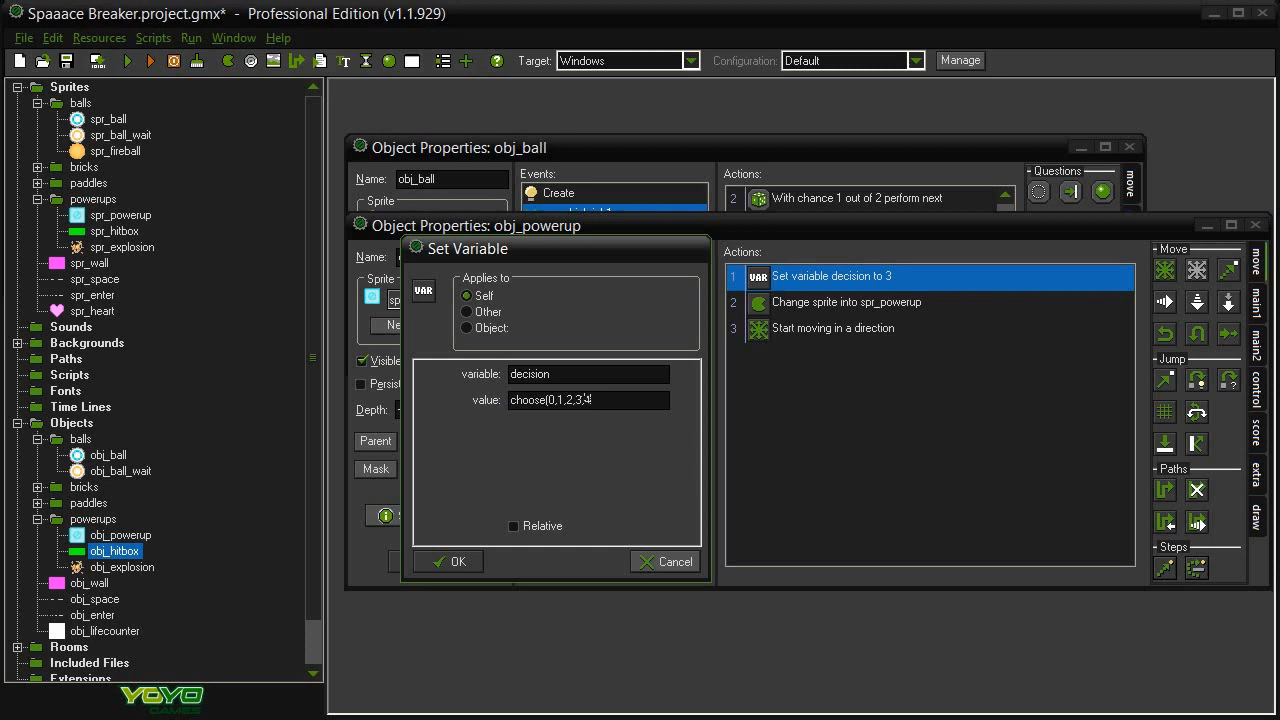 Spaaace Breaker.project.gmx*  -  Professional Edition (v1.1.929)
File Edit Resources Scripts Run Window Help
Target: Windows Configuration: Default Manage
Sprites
balls
spr_ball
spr_ball_wait
spr_fireball
bricks
paddles
powerups
spr_powerup
spr_hitbox
spr_explosion
spr_wall
spr_space
spr_enter
spr_heart
Sounds
Backgrounds
Paths
Scripts
Fonts
Time Lines
Objects
balls
obj_ball
obj_ball_wait
bricks
paddles
powerups
obj_powerup
obj_hitbox
obj_explosion
obj_wall
obj_space
obj_enter
obj_lifecounter
Rooms
Included Files
Extensions
YOYO
GAMES
Object Properties: obj_ball
Name: obj_ball
Sprite
Events:
Create
Actions:
2 With chance 1 out of 2 perform next
Questions
move
Object Properties: obj_powerup
Name:
Sprite
Ne
Visible
Persist
Depth:
Parent
Mask
Set Variable
VAR
Applies to
Self
Other
Object:
variable: decision
value: choose(0,1,2,3,4
Relative
OK
Cancel
Actions:
1 VAR Set variable decision to 3
2 Change sprite into spr_powerup
3 Start moving in a direction
Move
Jump
Paths
Steps
move
main1
main2
control
score
extra
draw